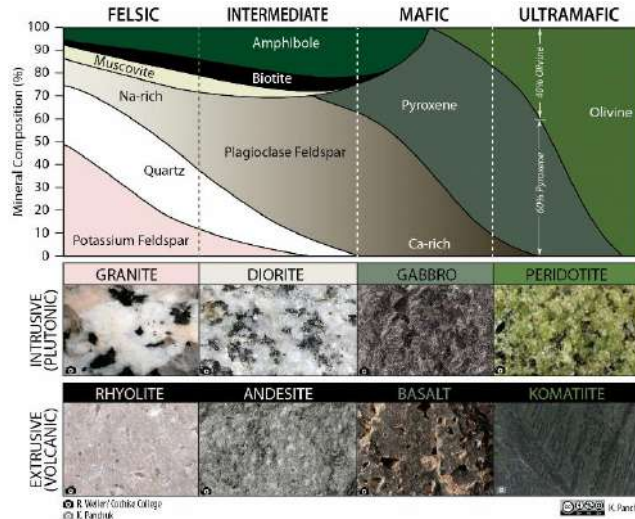 FELSIC INTERMEDIATE MAFIC ULTRAMAFIC
Mineral Composition (%)
100
90
80
70
60
50
40
30
20
10
0
Amphibole
Muscovite
Biotite
Na-rich
Pyroxene
Olivine
Plagioclase Feldspar
Quartz
Potassium Feldspar
Ca-rich
40% Olivine
60% Pyroxene
INTRUSIVE
(PLUTONIC)
GRANITE DIORITE GABBRO PERIDOTITE
EXTRUSIVE
(VOLCANIC)
RHYOLITE ANDESITE BASALT KOMATIITE
R. Weller/ Cochise College
K. Panchuk
cc